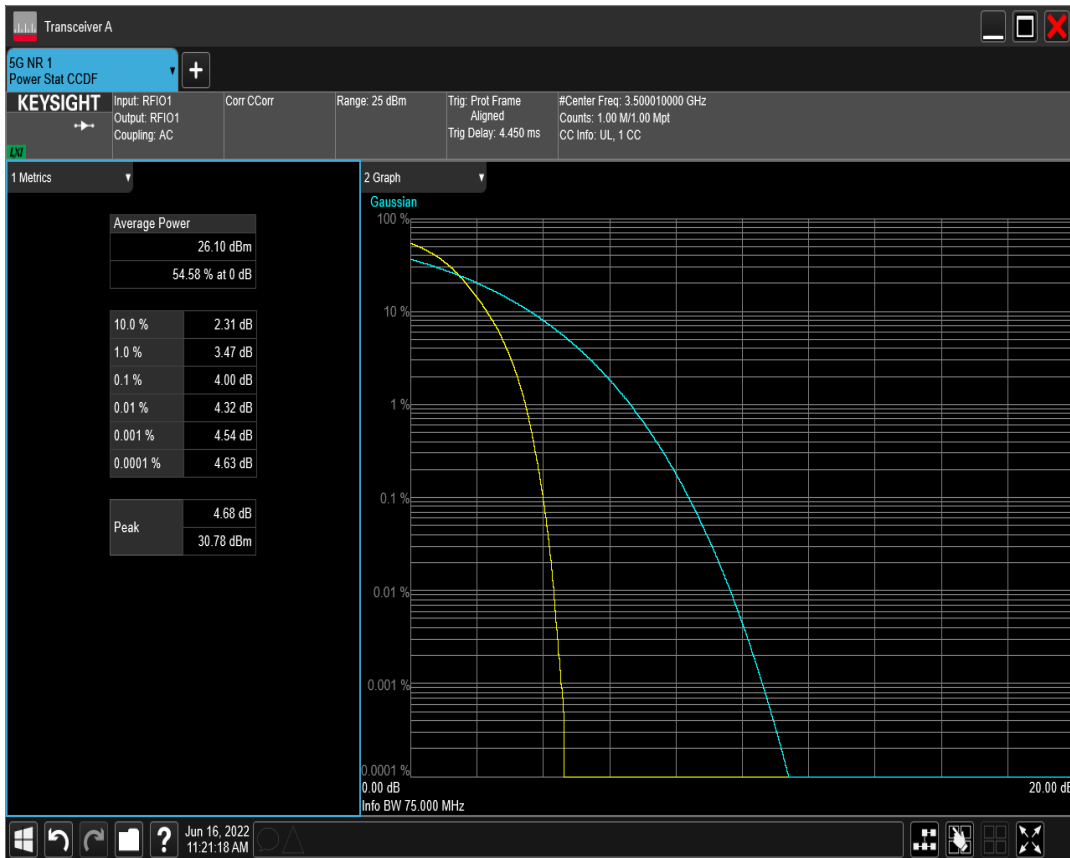 Transceiver A
5G NR 1
Power Stat CCDF
KEYSIGHT
LXI
Input: RFIO1
Output: RFIO1
Coupling: AC
Corr CCorr
Range: 25 dBm
Trig: Prot Frame
Aligned
Trig Delay: 4.450 ms
#Center Freq: 3.500010000 GHz
Counts: 1.00 M/1.00 Mpt
CC Info: UL, 1 CC
1 Metrics
Average Power
26.10 dBm
54.58 % at 0 dB
10.0 % 2.31 dB
1.0 % 3.47 dB
0.1 % 4.00 dB
0.01 % 4.32 dB
0.001 % 4.54 dB
0.0001 % 4.63 dB
Peak
4.68 dB
30.78 dBm
2 Graph
Gaussian
100 %
10 %
1 %
0.1 %
0.01 %
0.001 %
0.0001 %
0.00 dB 20.00 dB
Info BW 75.000 MHz
Jun 16, 2022
11:21:18 AM